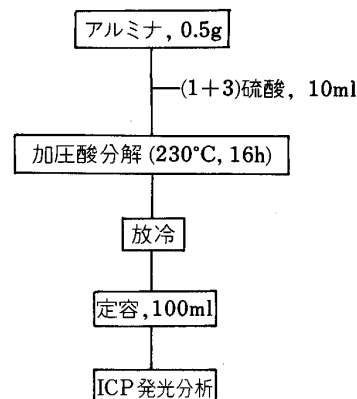 アルミナ, 0.5g
(1+3)硫酸, 10ml
加圧酸分解(230°C, 16h)
放冷
定容,100ml
ICP発光分析